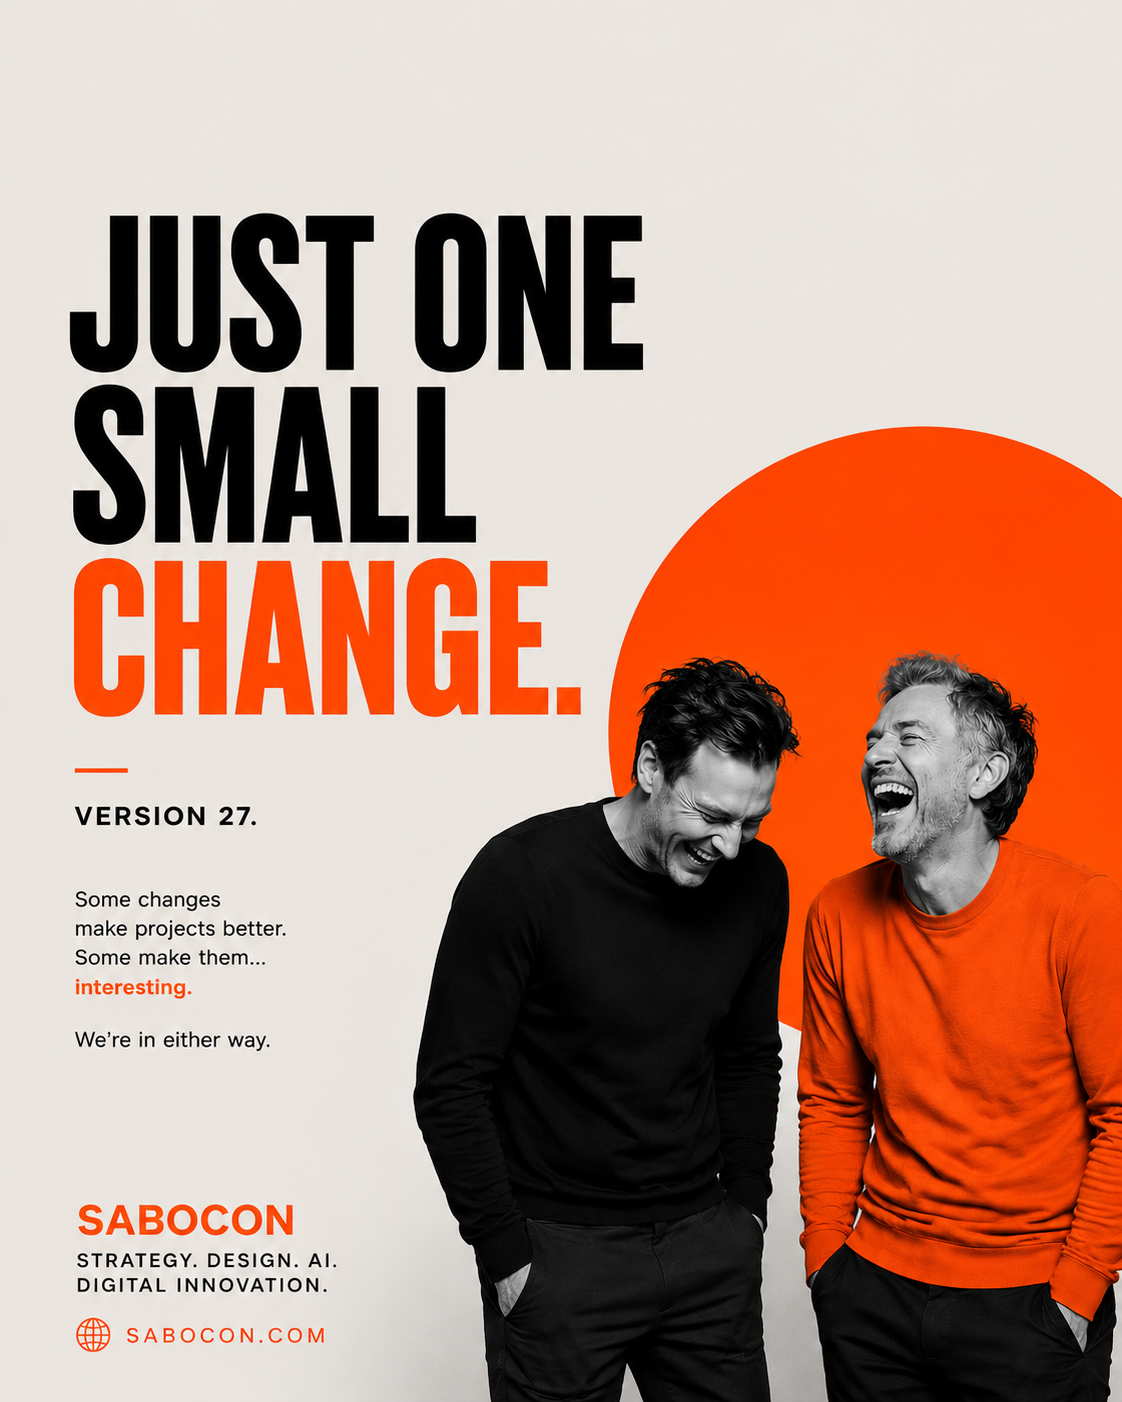 JUST ONE
SMALL
CHANGE.
VERSION 27.
Some changes
make projects better.
Some make them...
interesting.
We’re in either way.
SABOCON
STRATEGY. DESIGN. AI.
DIGITAL INNOVATION.
SABOCON.COM